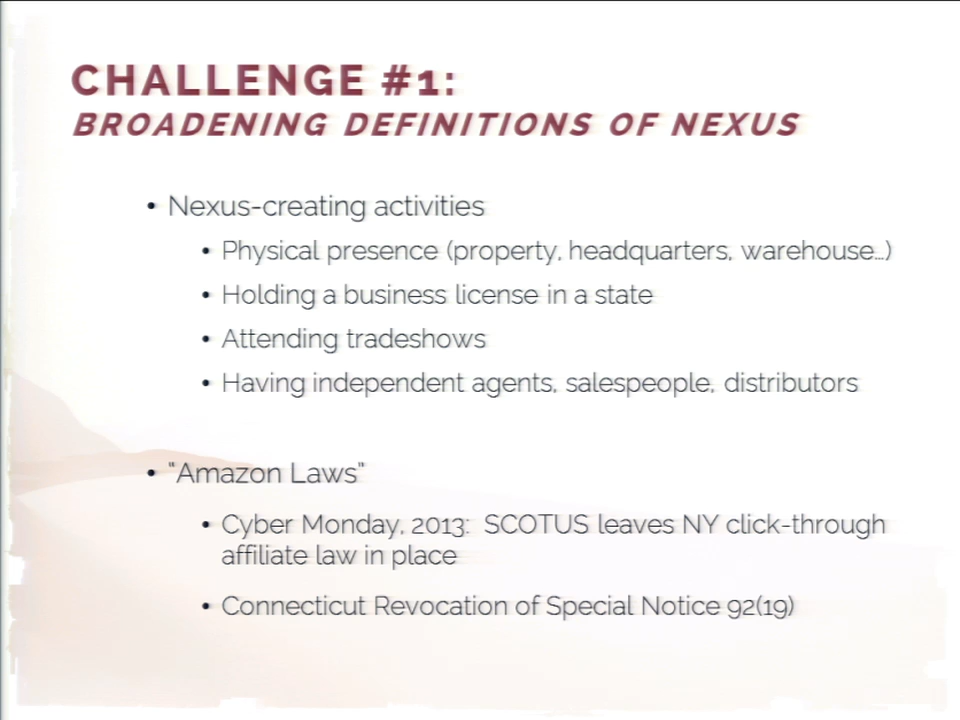 CHALLENGE #1:
BROADENING DEFINITIONS OF NEXUS
• Nexus-creating activities
• Physical presence (property, headquarters, warehouse…)
• Holding a business license in a state
• Attending tradeshows
• Having independent agents, salespeople, distributors
• "Amazon Laws"
• Cyber Monday, 2013: SCOTUS leaves NY click-through
affiliate law in place
• Connecticut Revocation of Special Notice 92(19)